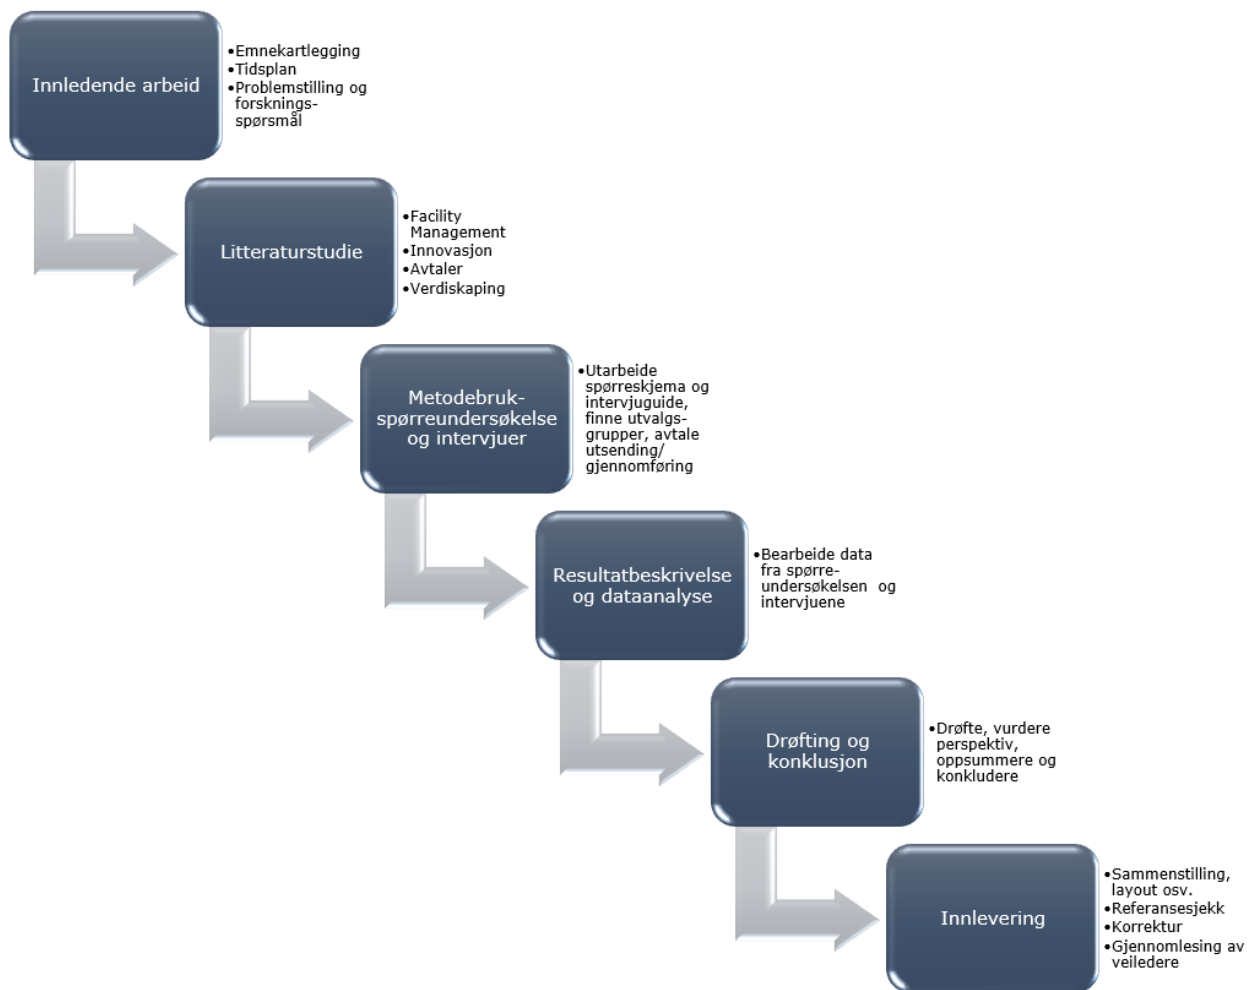 Innledende arbeid
•Emnekartlegging
•Tidsplan
•Problemstilling og
forsknings-
spørsmål
Litteraturstudie
•Facility
Management
•Innovasjon
•Avtaler
•Verdiskaping
Metodebruk-
spørreundersøkelse
og intervjuer
•Utarbeide
spørreskjema og
intervjuguide,
finne utvalgs-
grupper, avtale
utsending/
gjennomføring
Resultatbeskrivelse
og dataanalyse
•Bearbeide data
fra spørre-
undersøkelsen og
intervjuene
Drøfting og
konklusjon
•Drøfte, vurdere
perspektiv,
oppsummere og
konkludere
Innlevering
•Sammenstilling,
layout osv.
•Referansesjekk
•Korrektur
•Gjennomlesing av
veiledere